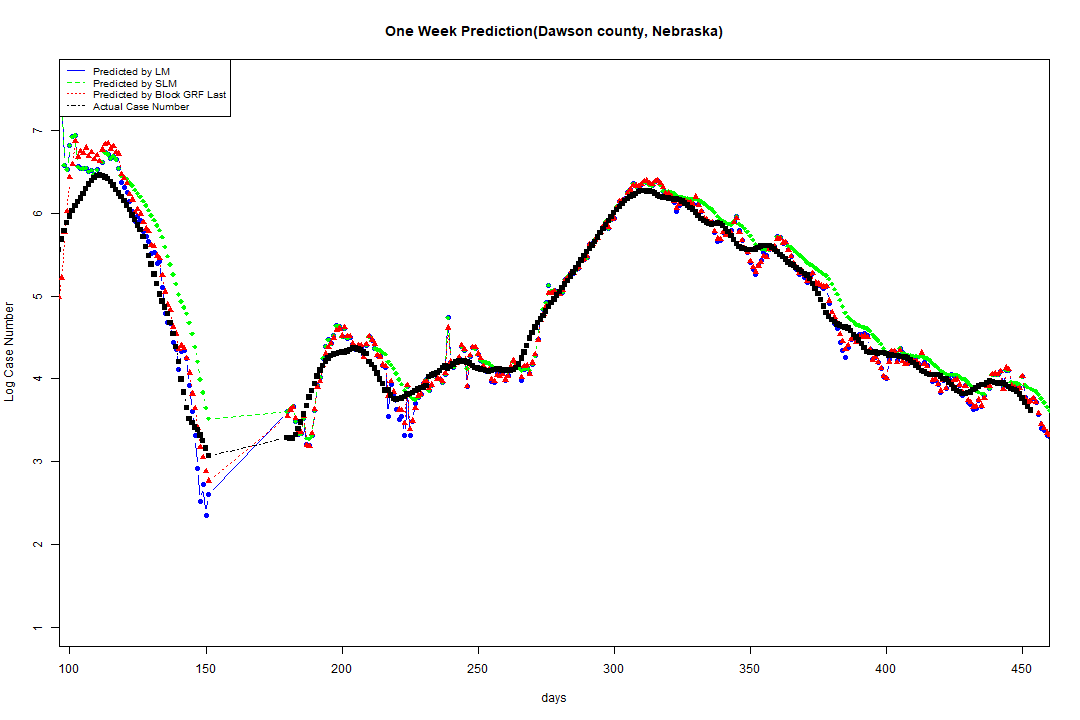 One Week Prediction(Dawson county, Nebraska)
Predicted by LM
Predicted by SLM
Predicted by Block GRF Last
Actual Case Number
Log Case Number
7
6
5
4
3
2
1
100 150 200 250 300 350 400 450
days